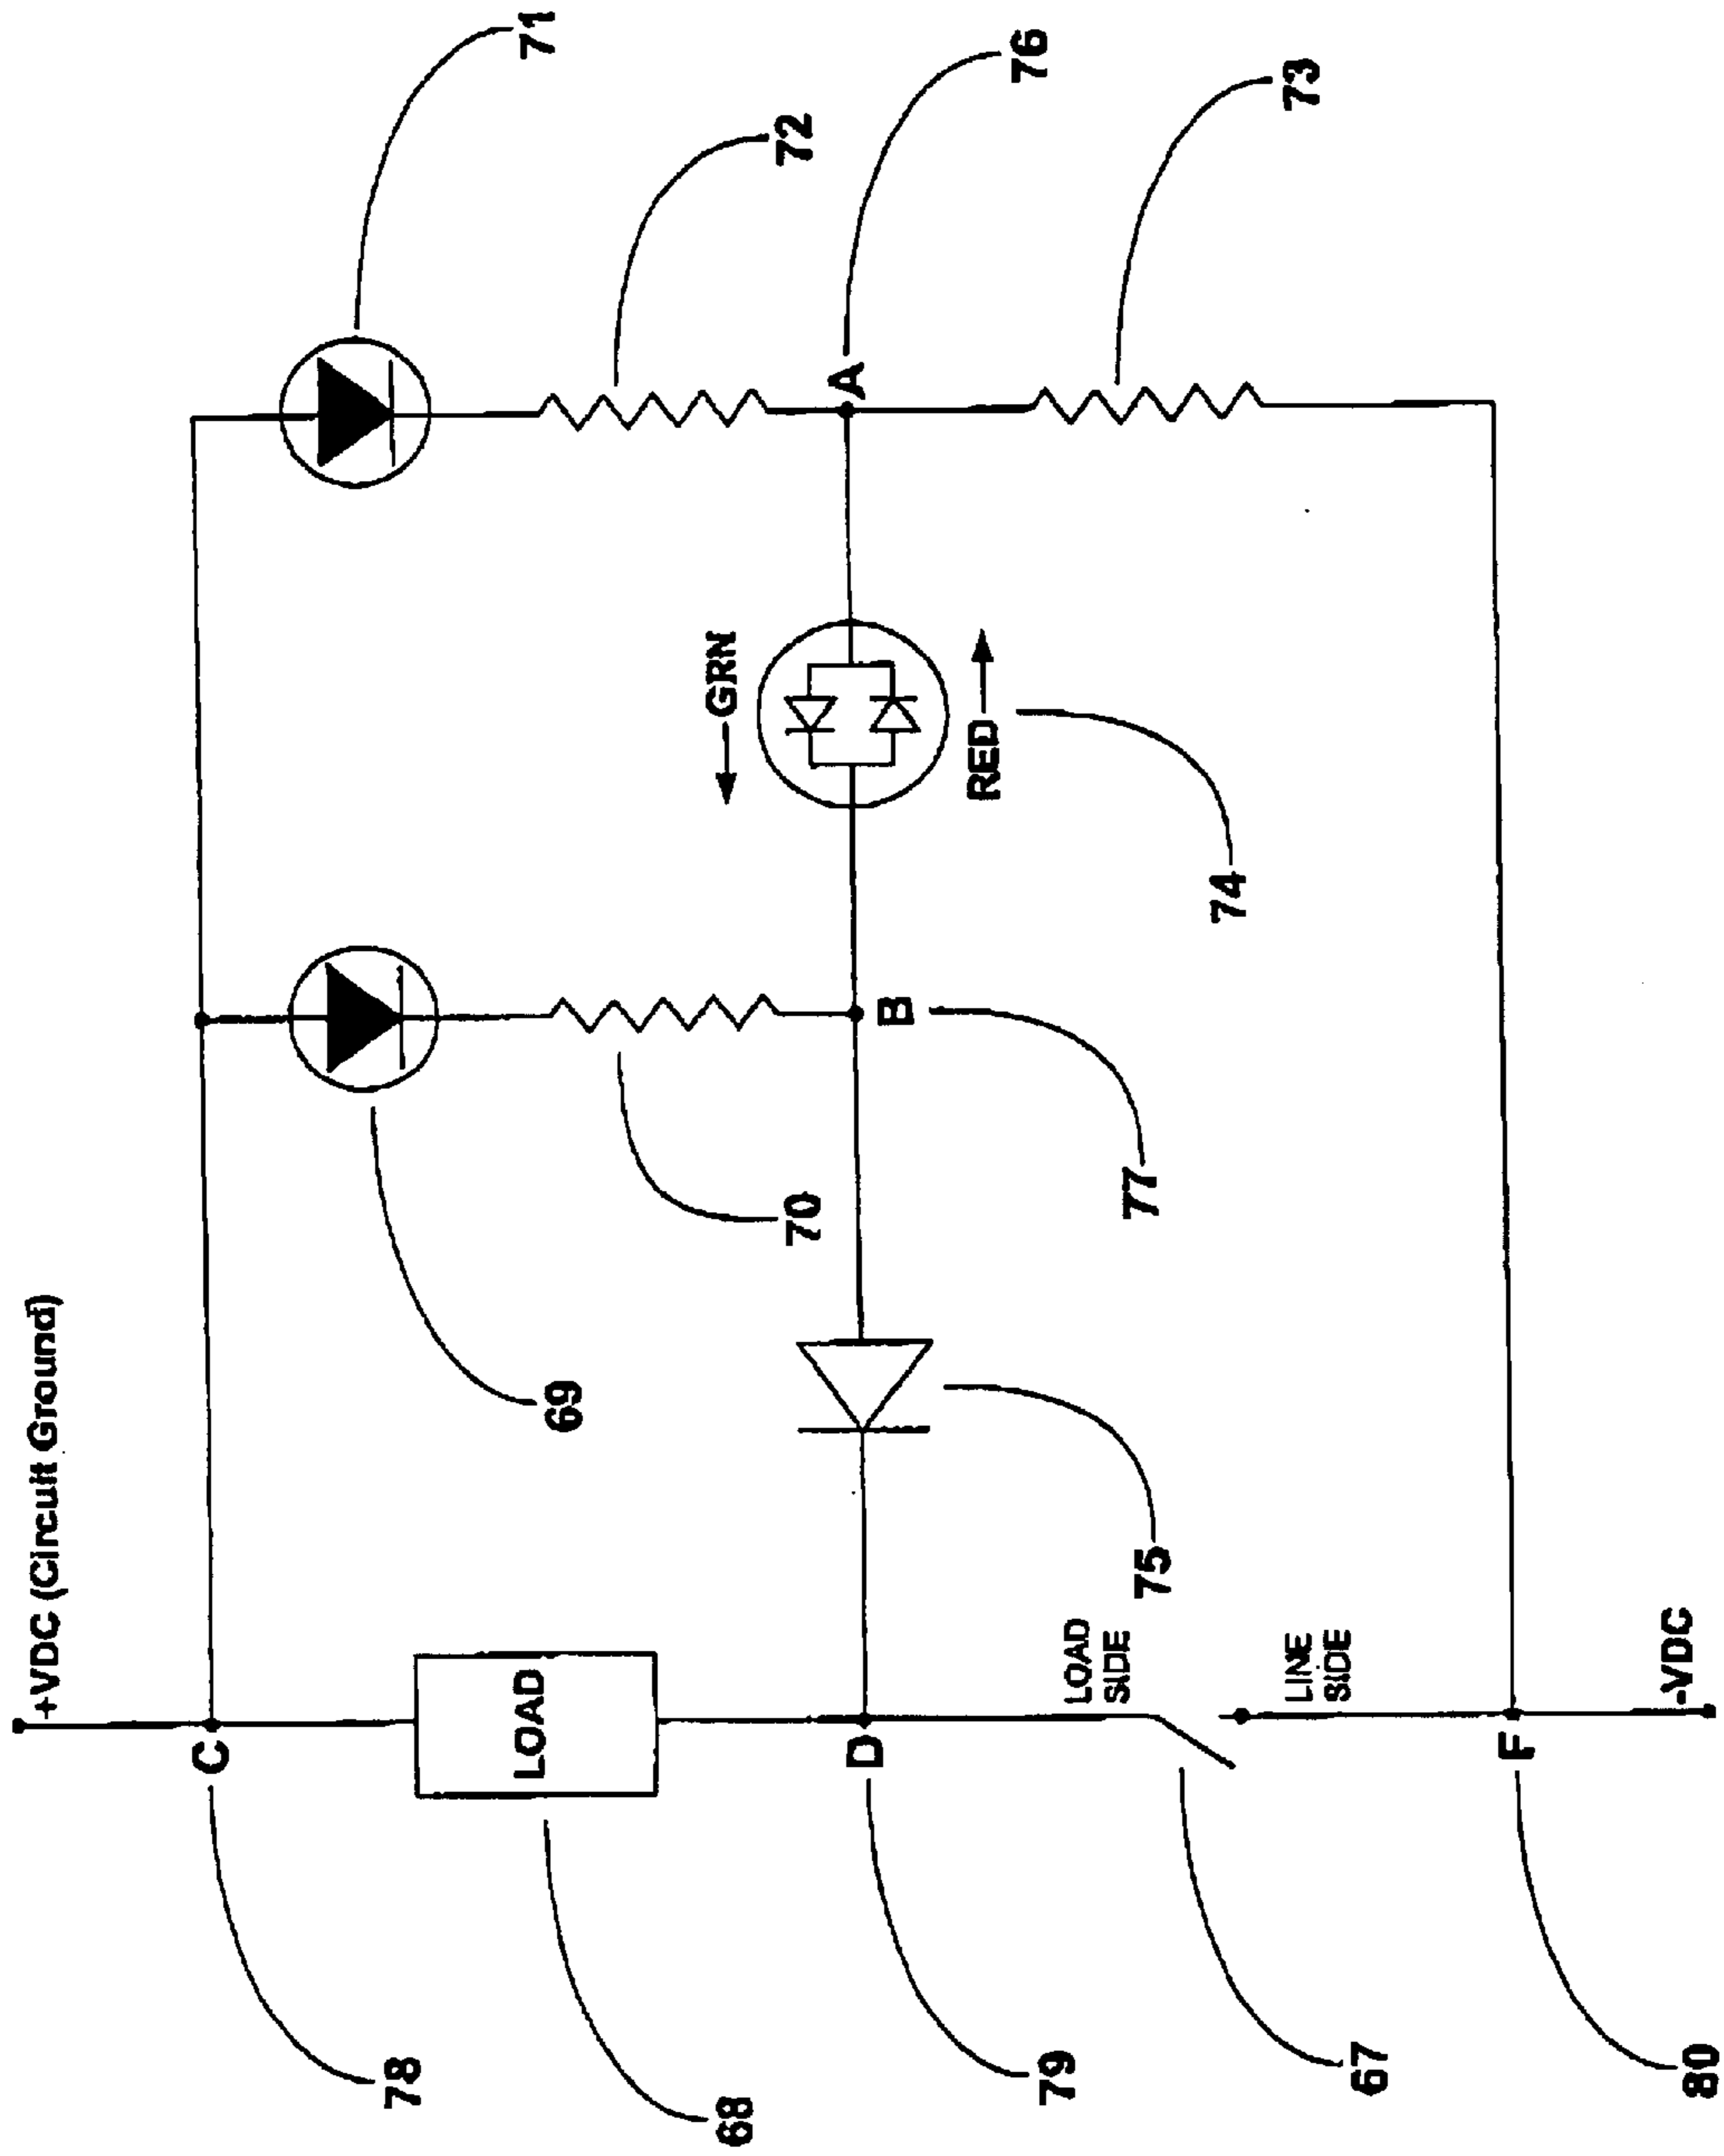 71
72
76
73
A
GRN
RED
74
B
77
70
69
75
+VDC (Circuit Ground)
C
LOAD
D
LOAD
SIDE
LINE
SIDE
F
-VDC
78
68
79
67
80